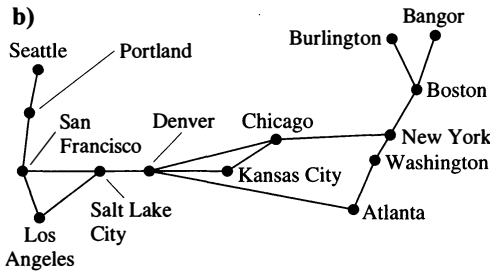 b)
Bangor
Burlington
Seattle
Portland
Boston
San
Francisco
Denver
Chicago
New York
Washington
Kansas City
Salt Lake
City
Atlanta
Los
Angeles